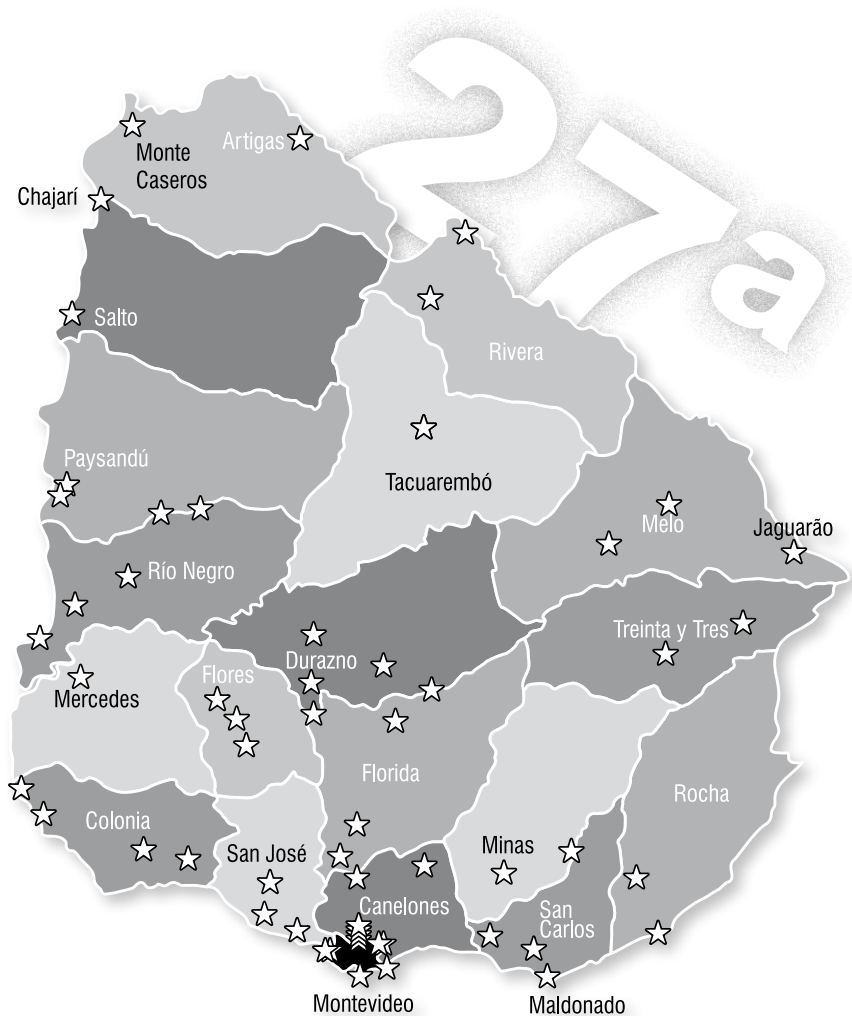 27a
Artigas
Monte
Caseros
Chajarí
Salto
Rivera
Paysandú
Tacuarembó
Melo
Jaguarão
Río Negro
Treinta y Tres
Durazno
Flores
Mercedes
Florida
Rocha
Colonia
San José
Minas
Canelones
San
Carlos
Montevideo
Maldonado